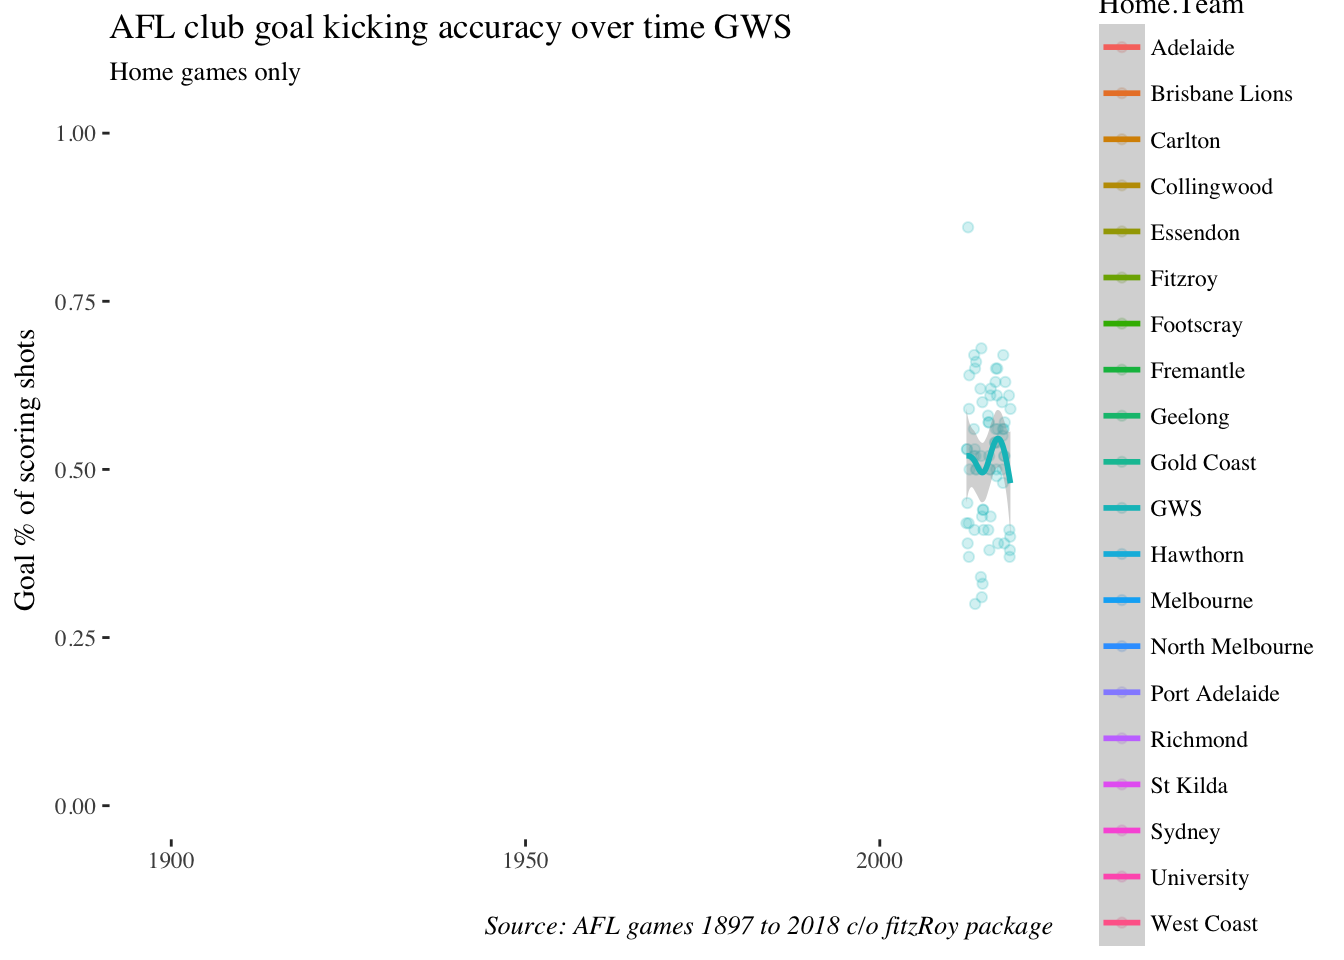 AFL club goal kicking accuracy over time GWS
Home games only
Goal % of scoring shots
1.00
0.75
0.50
0.25
0.00
1900
1950
2000
Source: AFL games 1897 to 2018 c/o fitzRoy package
Home.Team
Adelaide
Brisbane Lions
Carlton
Collingwood
Essendon
Fitzroy
Footscray
Fremantle
Geelong
Gold Coast
GWS
Hawthorn
Melbourne
North Melbourne
Port Adelaide
Richmond
St Kilda
Sydney
University
West Coast